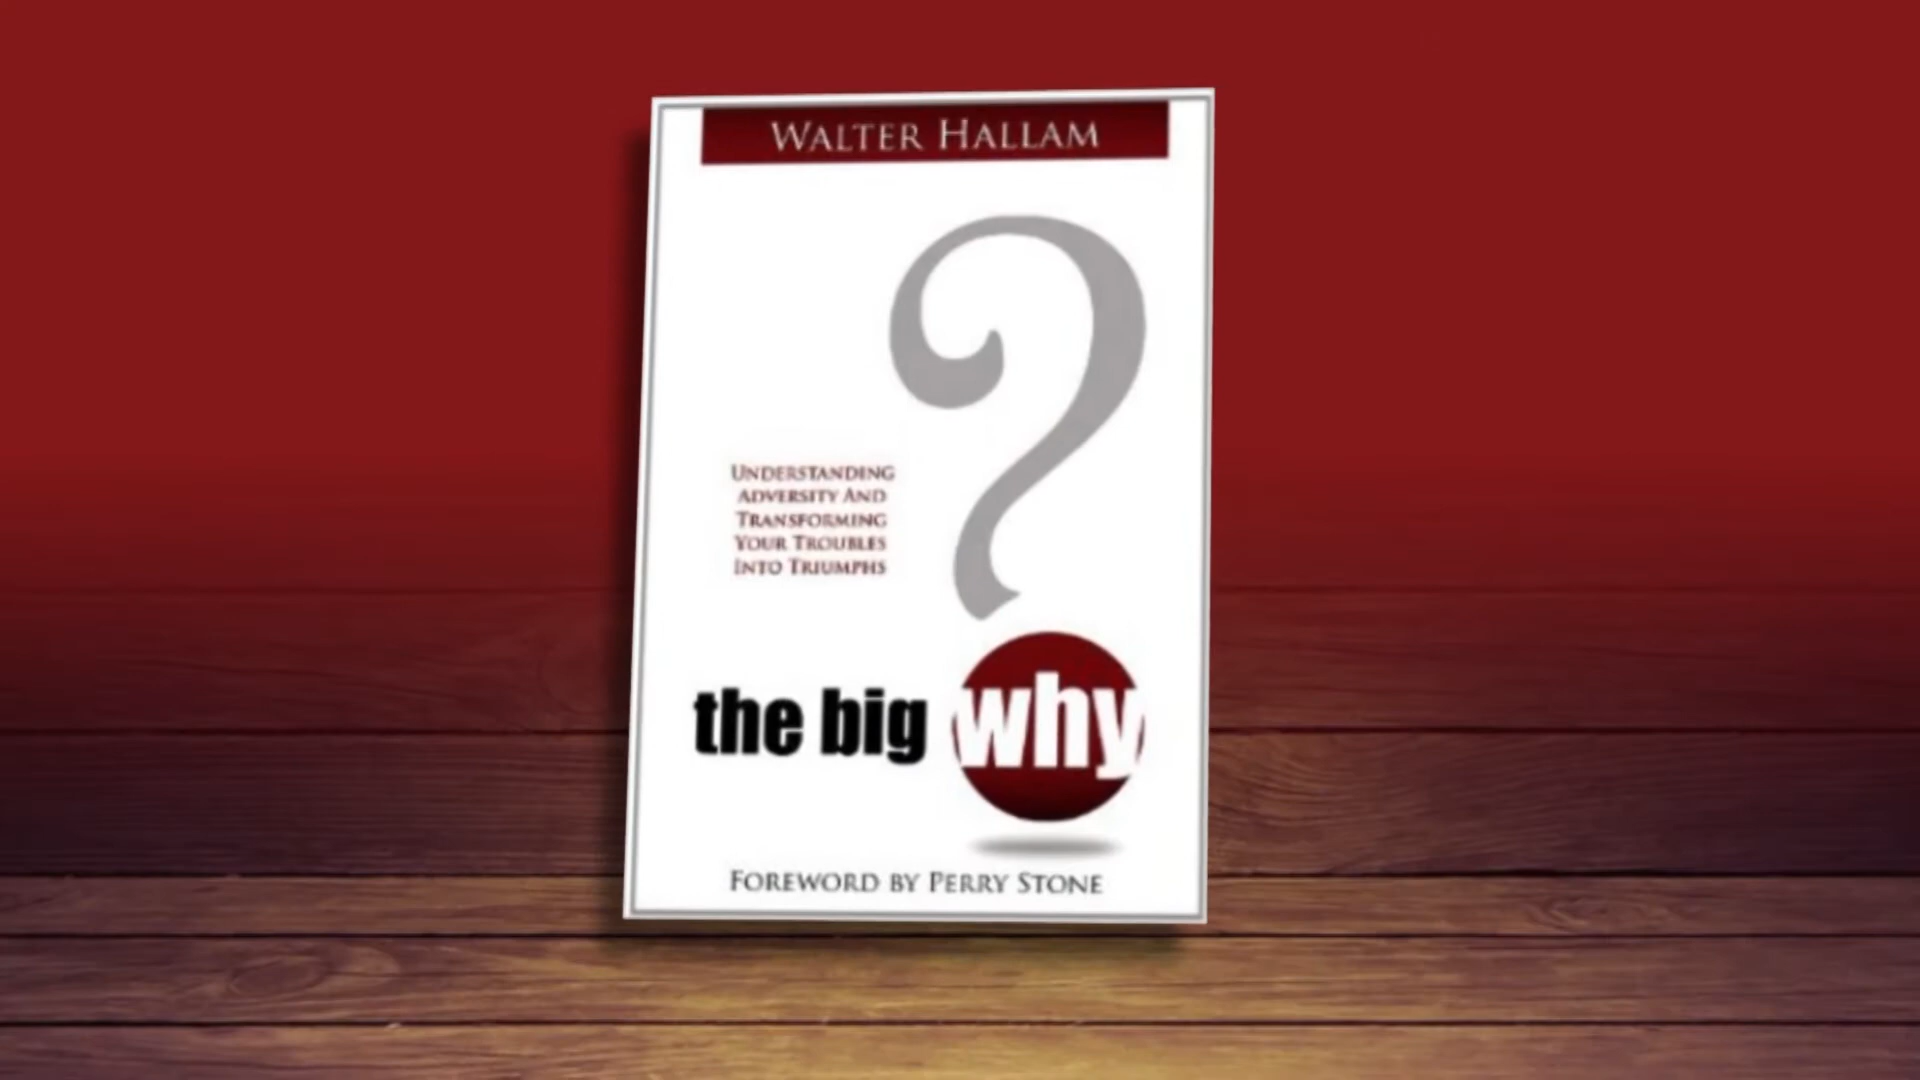 WALTER HALLAM
UNDERSTANDING
ADVERSITY AND
TRANSFORMING
YOUR TROUBLES
INTO TRIUMPHS
the big why
FOREWORD BY PERRY STONE